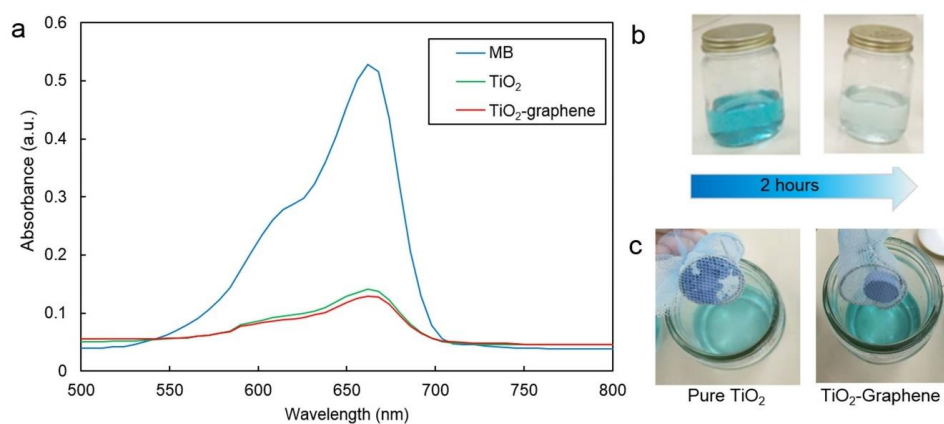 a
Absorbance (a.u.)
0.6
0.5
0.4
0.3
0.2
0.1
0
500
550
600
650
700
750
800
Wavelength (nm)
MB
TiO₂
TiO₂-graphene
b
2 hours
c
Pure TiO₂
TiO₂-Graphene